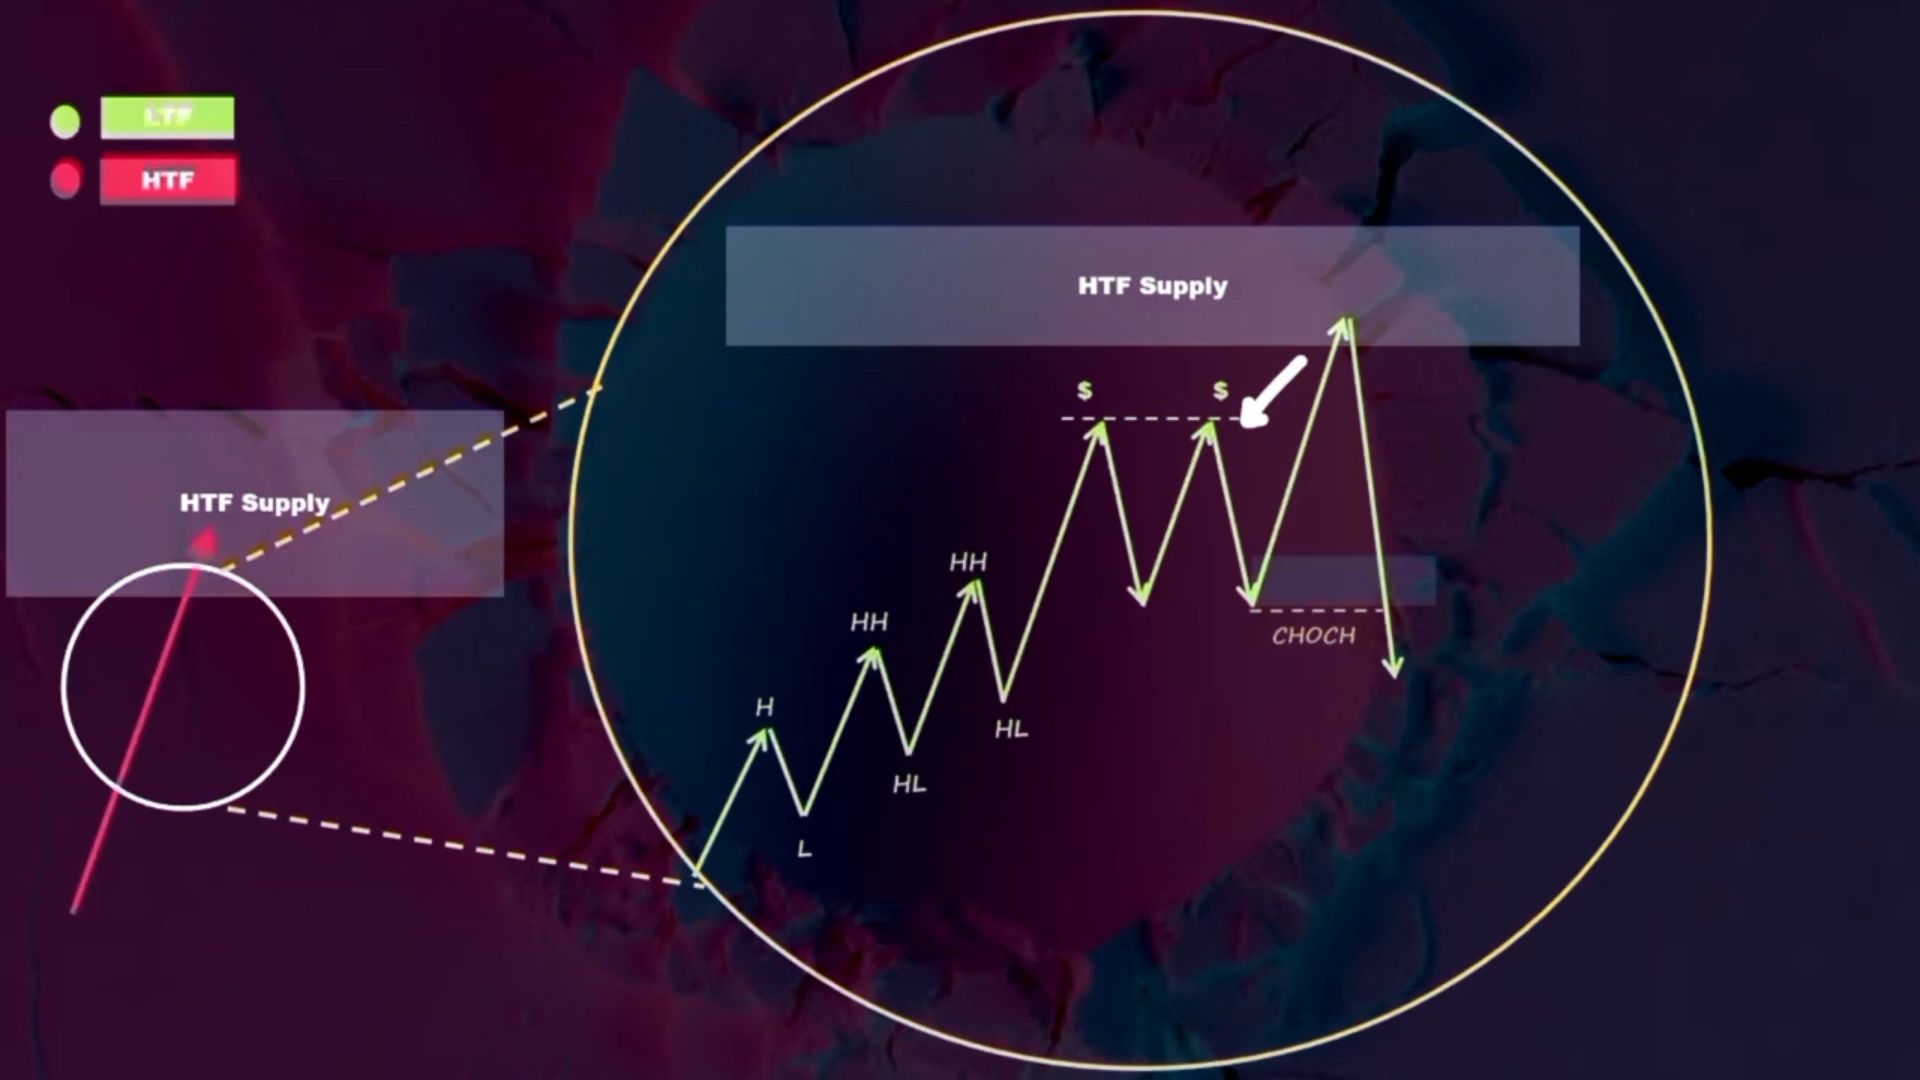 LTF
HTF
HTF Supply
HTF Supply
$ $
HH
HH
H
HL
HL
L
CHOCH